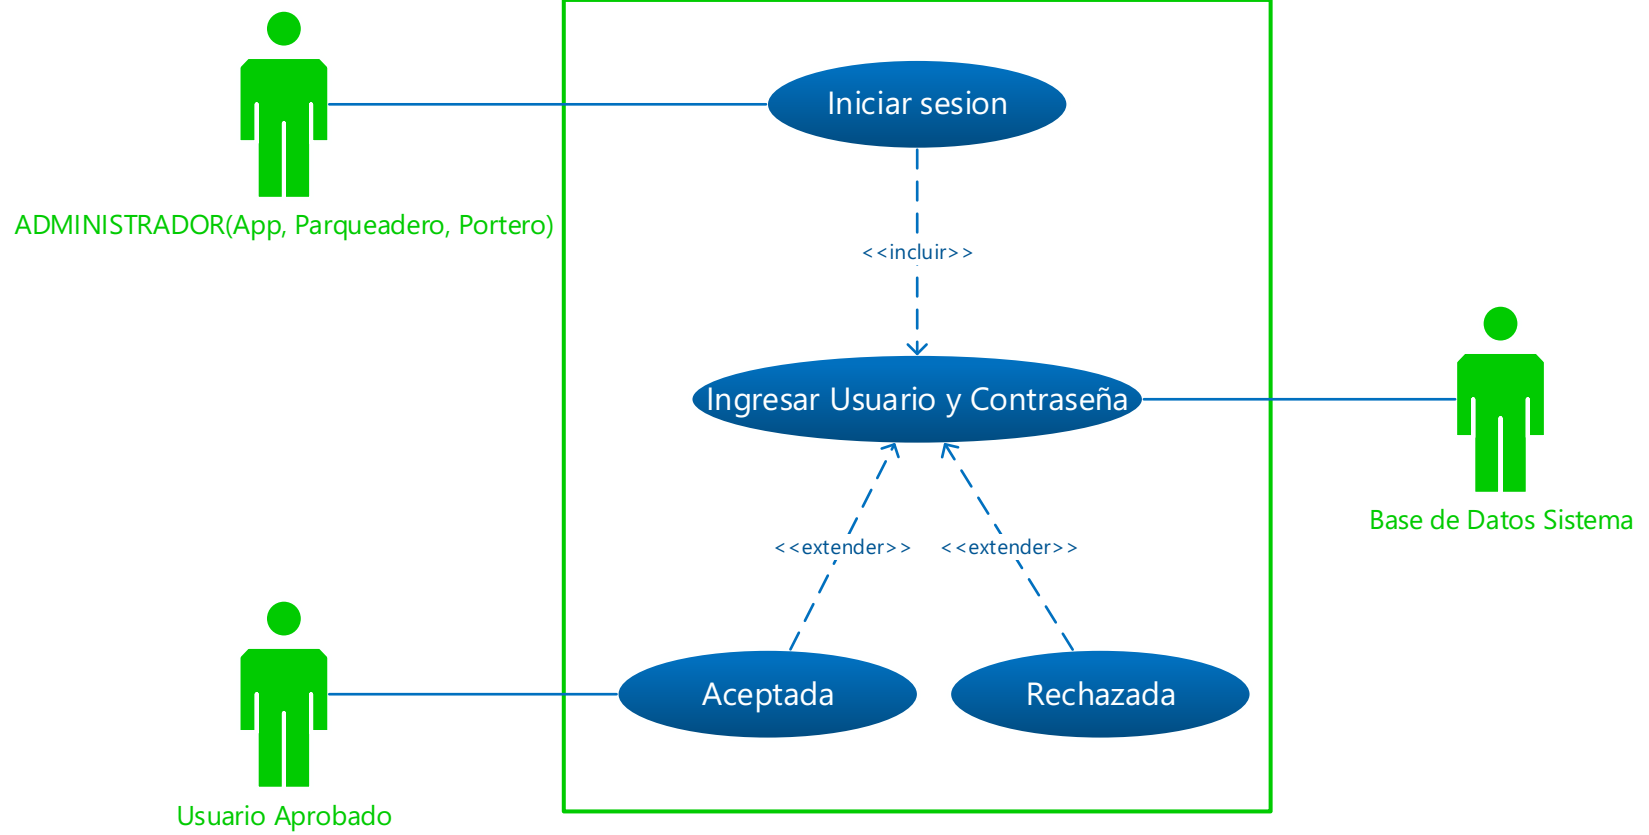 Iniciar sesion
ADMINISTRADOR(App, Parqueadero, Portero)
<<incluir>>
Ingresar Usuario y Contraseña
Base de Datos Sistema
<<extender>> <<extender>>
Aceptada
Rechazada
Usuario Aprobado